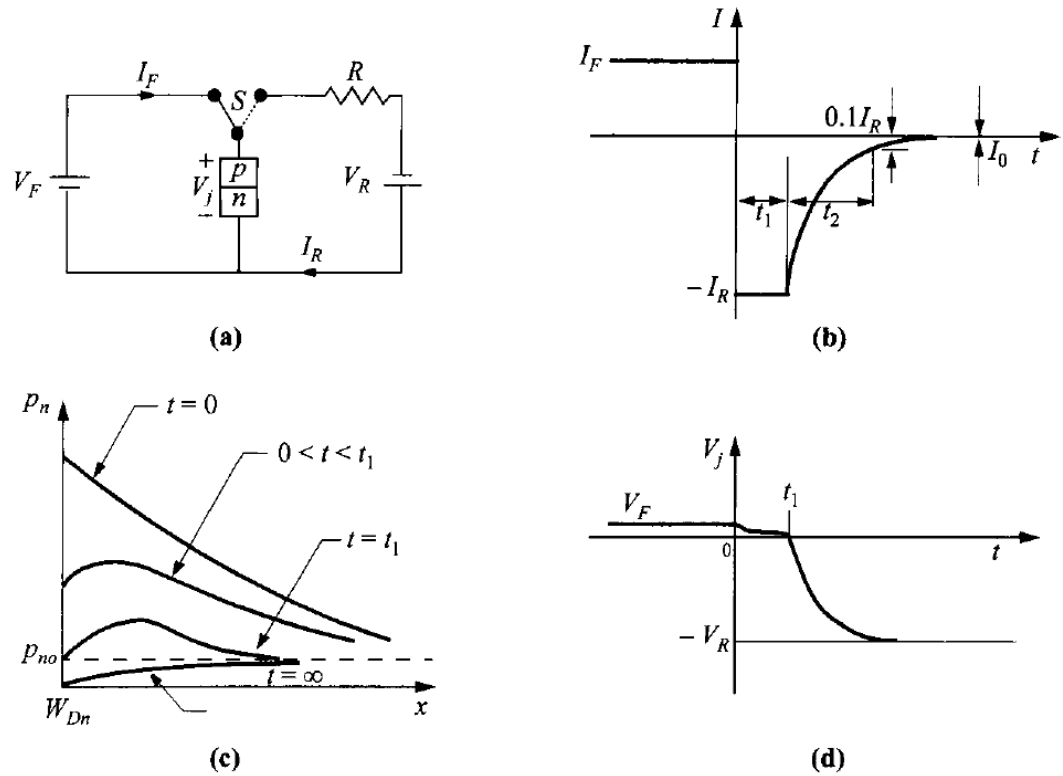 I_F
S
R
V_F
+
V_j
−
p
n
V_R
I_R
(a)
I
I_F
0.1I_R
I_0
t
t_1
t_2
−I_R
(b)
p_n
t = 0
0 < t < t_1
t = t_1
p_no
t = ∞
W_Dn
x
(c)
V_j
V_F
t_1
0
t
−V_R
(d)